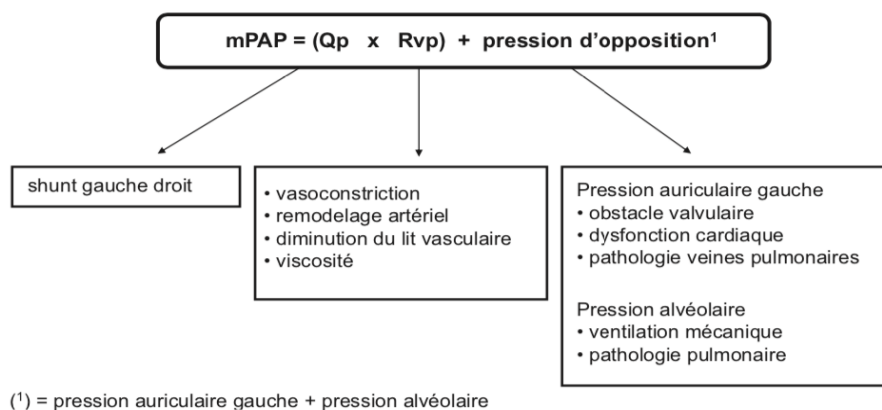 mPAP = (Qp x Rvp) + pression d'opposition¹
shunt gauche droit
• vasoconstriction
• remodelage artériel
• diminution du lit vasculaire
• viscosité
Pression auriculaire gauche
• obstacle valvulaire
• dysfonction cardiaque
• pathologie veines pulmonaires
Pression alvéolaire
• ventilation mécanique
• pathologie pulmonaire
(¹) = pression auriculaire gauche + pression alvéolaire